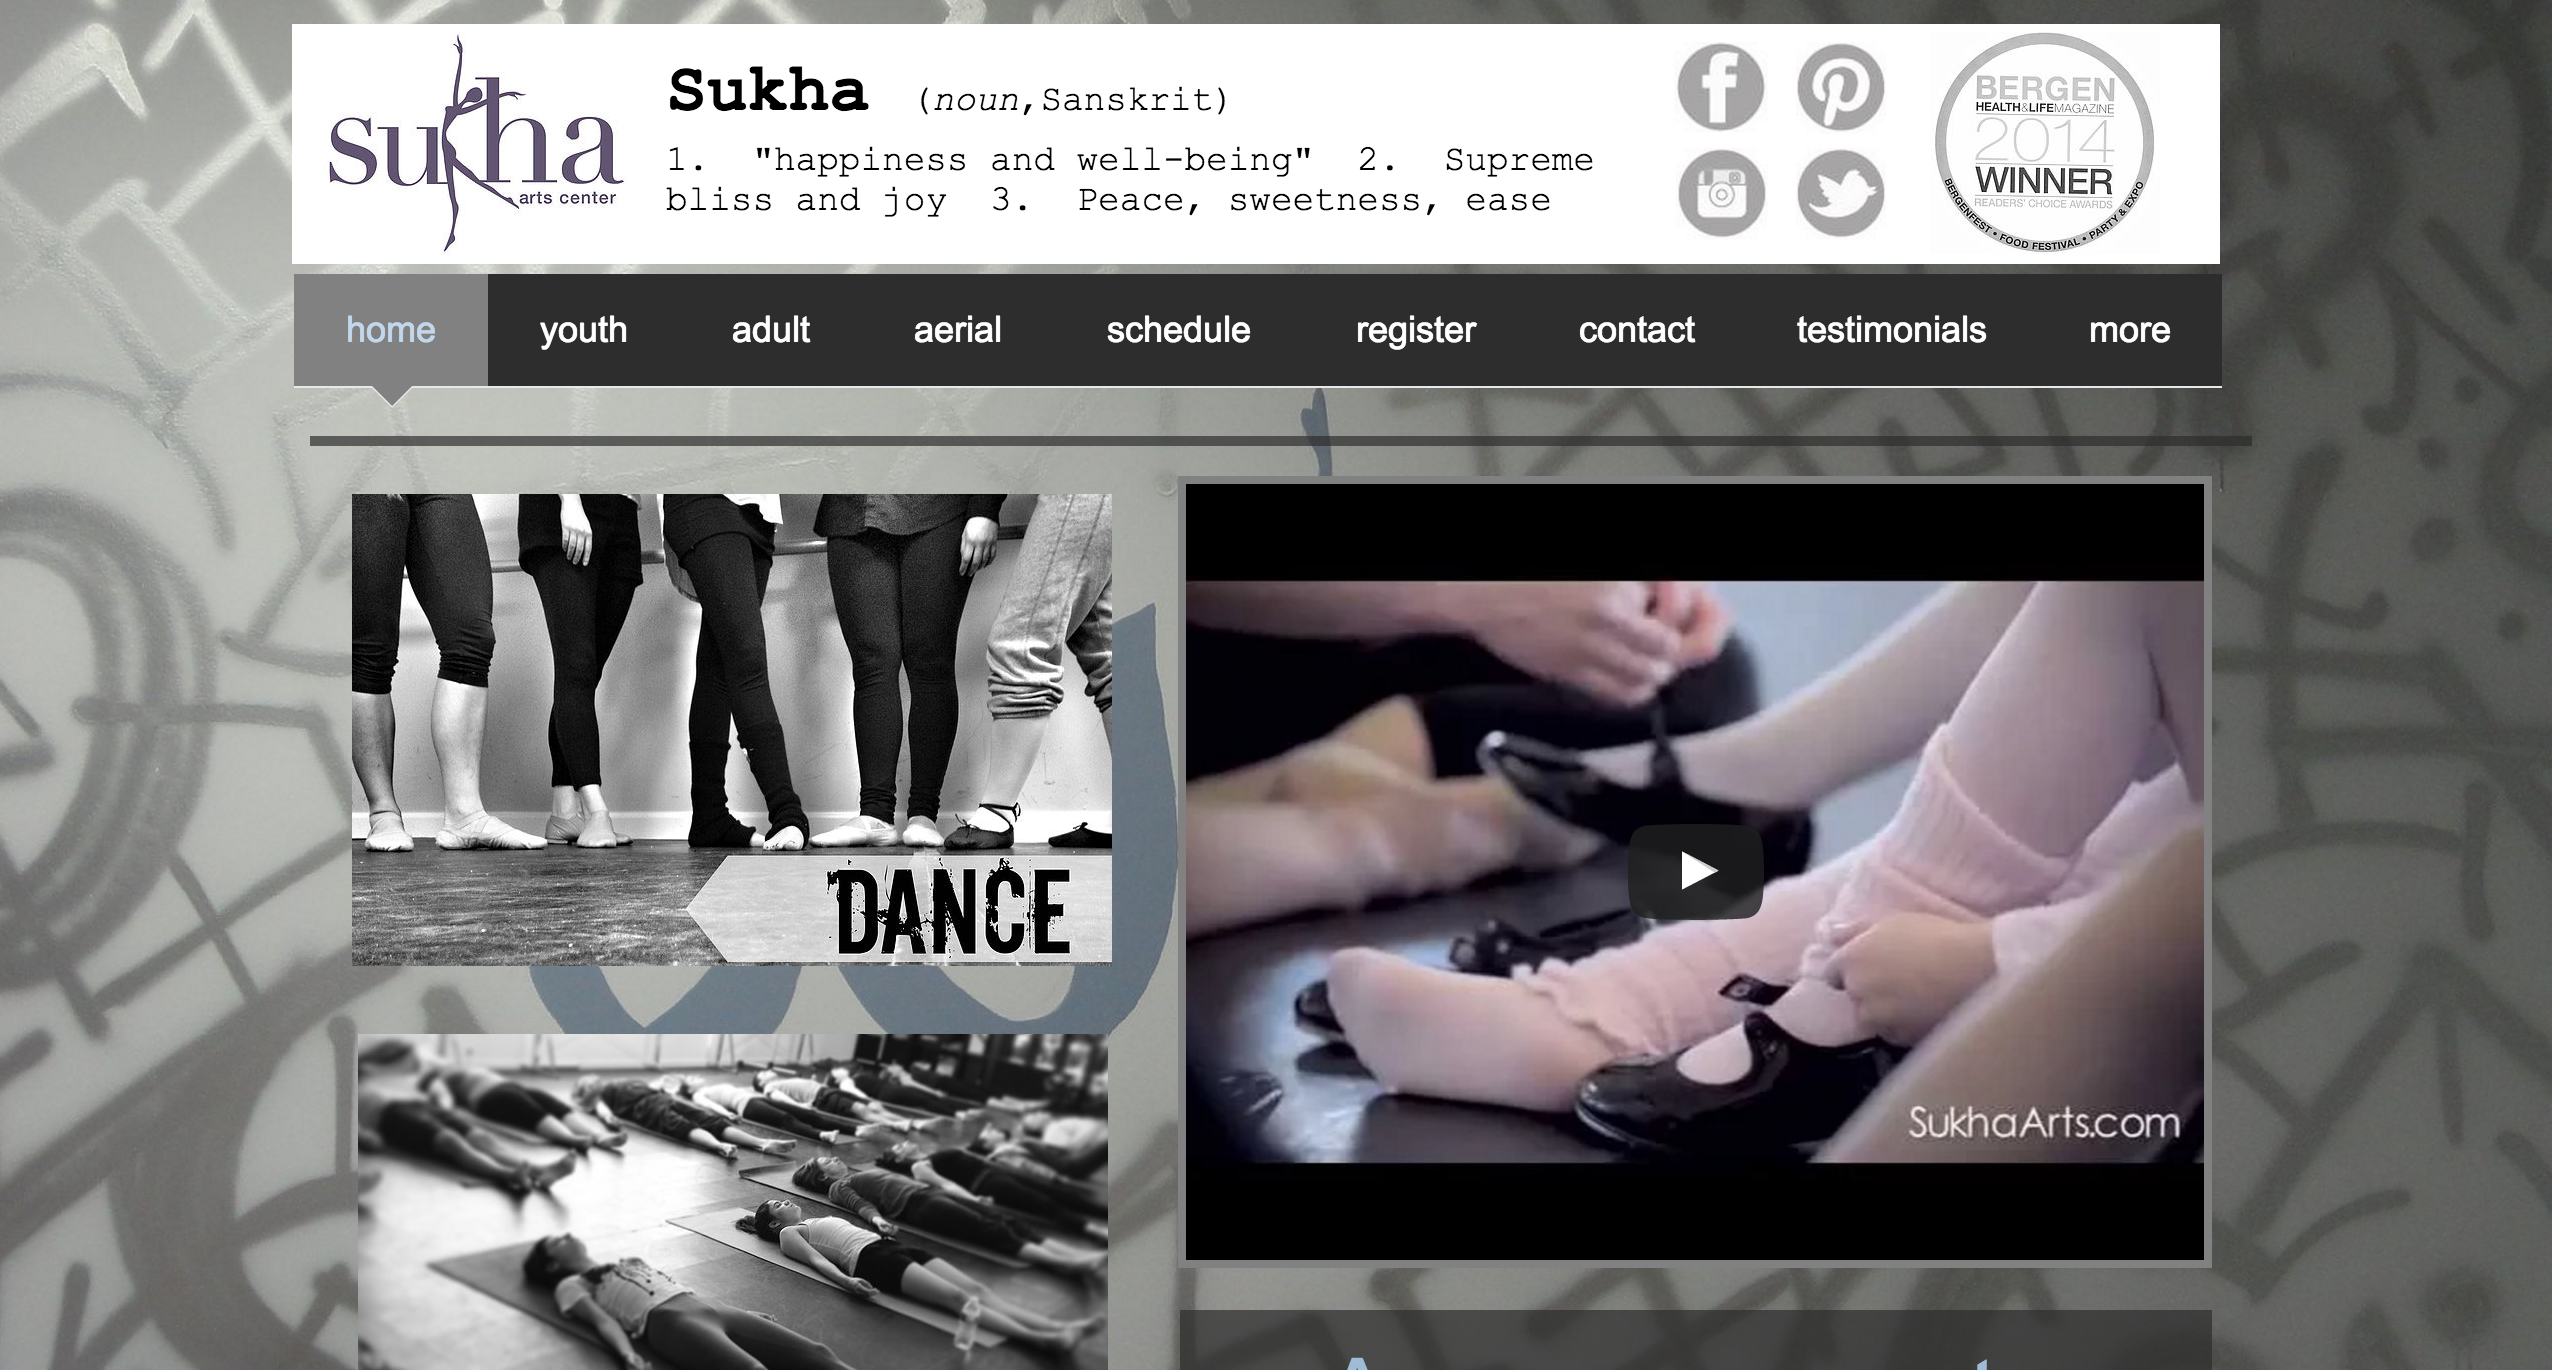 sukha
arts center
Sukha (noun,Sanskrit)
1. "happiness and well-being" 2. Supreme
bliss and joy 3. Peace, sweetness, ease
BERGEN
HEALTH&LIFEMAGAZINE
2014
WINNER
READERS' CHOICE AWARDS
BERGENFEST • FOOD FESTIVAL • PARTY & EXPO
home youth adult aerial schedule register contact testimonials more
DANCE
SukhaArts.com